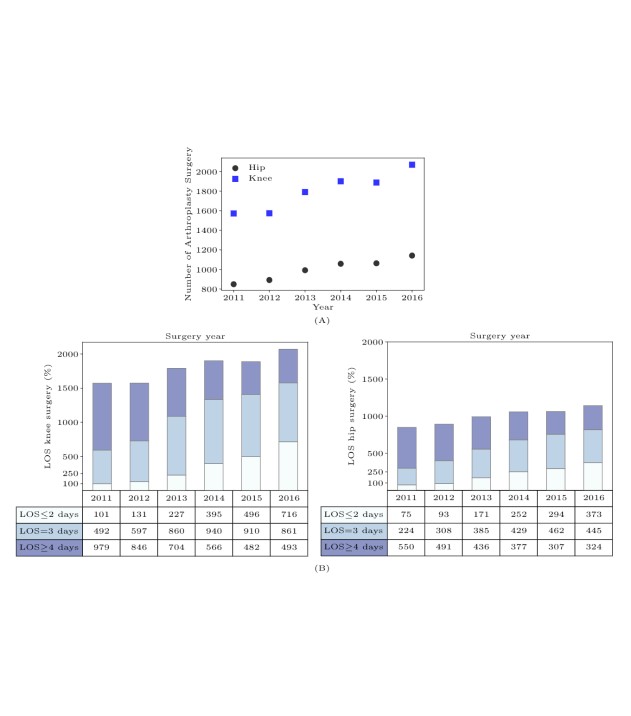 Number of Arthroplasty Surgery
Hip
Knee
2000
1800
1600
1400
1200
1000
800
2011 2012 2013 2014 2015 2016
Year
(A)
Surgery year
LOS knee surgery (%)
2000
1500
1000
500
250
100
2011 2012 2013 2014 2015 2016
LOS≤2 days 101 131 227 395 496 716
LOS=3 days 492 597 860 940 910 861
LOS≥4 days 979 846 704 566 482 493
Surgery year
LOS hip surgery (%)
2000
1500
1000
500
250
100
2011 2012 2013 2014 2015 2016
LOS≤2 days 75 93 171 252 294 373
LOS=3 days 224 308 385 429 462 445
LOS≥4 days 550 491 436 377 307 324
(B)